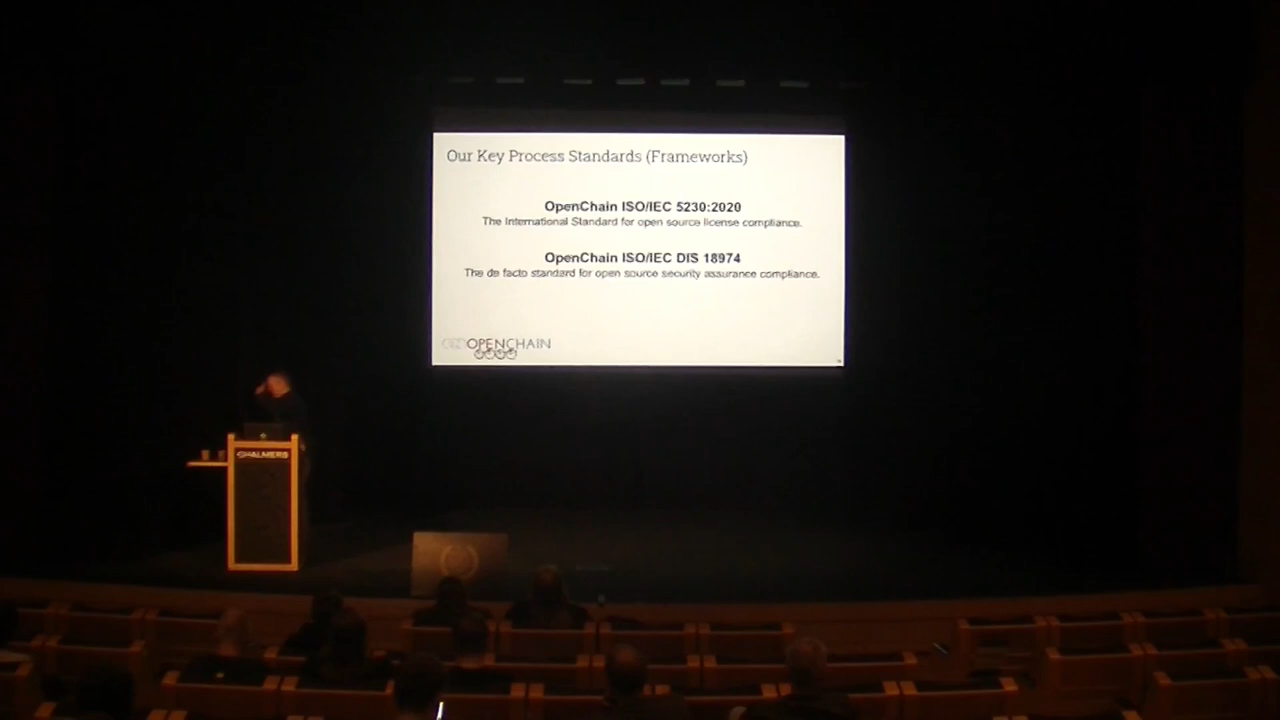 Our Key Process Standards (Frameworks)
OpenChain ISO/IEC 5230:2020
The International Standard for open source license compliance.
OpenChain ISO/IEC DIS 18974
The de facto standard for open source security assurance compliance.
OPENCHAIN
CHALMERS